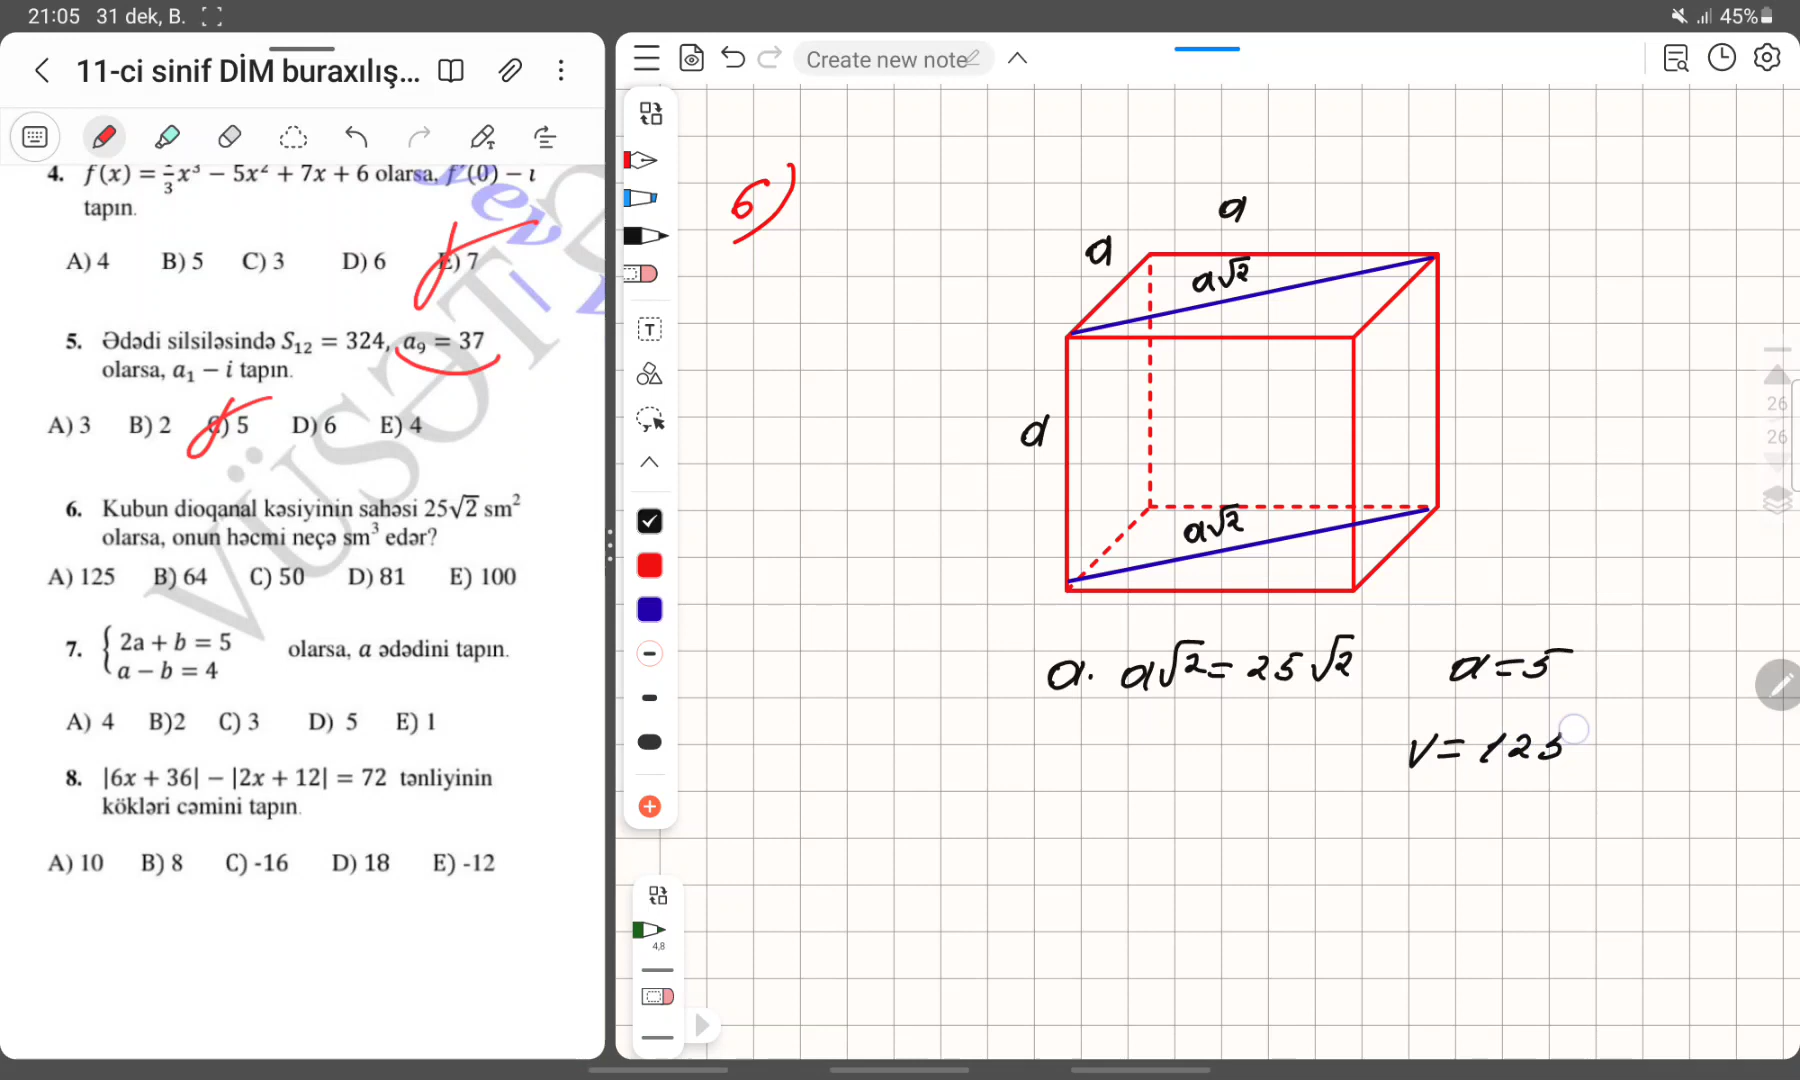 21:05 31 dek, B.
45%
11-ci sinif DİM buraxılış...
Create new note
4. f(x) = -/3 x³ − 5x² + 7x + 6 olarsa, f′(0) − ı
tapın.
A) 4 B) 5 C) 3 D) 6 E) 7
5. Ədədi silsiləsində S₁₂ = 324, a₉ = 37
olarsa, a₁ − i tapın.
A) 3 B) 2 C) 5 D) 6 E) 4
6. Kubun dioqanal kəsiyinin sahəsi 25√2 sm²
olarsa, onun həcmi neçə sm³ edər?
A) 125 B) 64 C) 50 D) 81 E) 100
7. { 2a + b = 5
a − b = 4
olarsa, a ədədini tapın.
A) 4 B)2 C) 3 D) 5 E) 1
8. |6x + 36| − |2x + 12| = 72 tənliyinin
kökləri cəmini tapın.
A) 10 B) 8 C) -16 D) 18 E) -12
VÜSƏT
T
4,8
26
26
6)
a
a
a√2
a
a√2
a · a√2 = 25√2 a = 5
V = 125